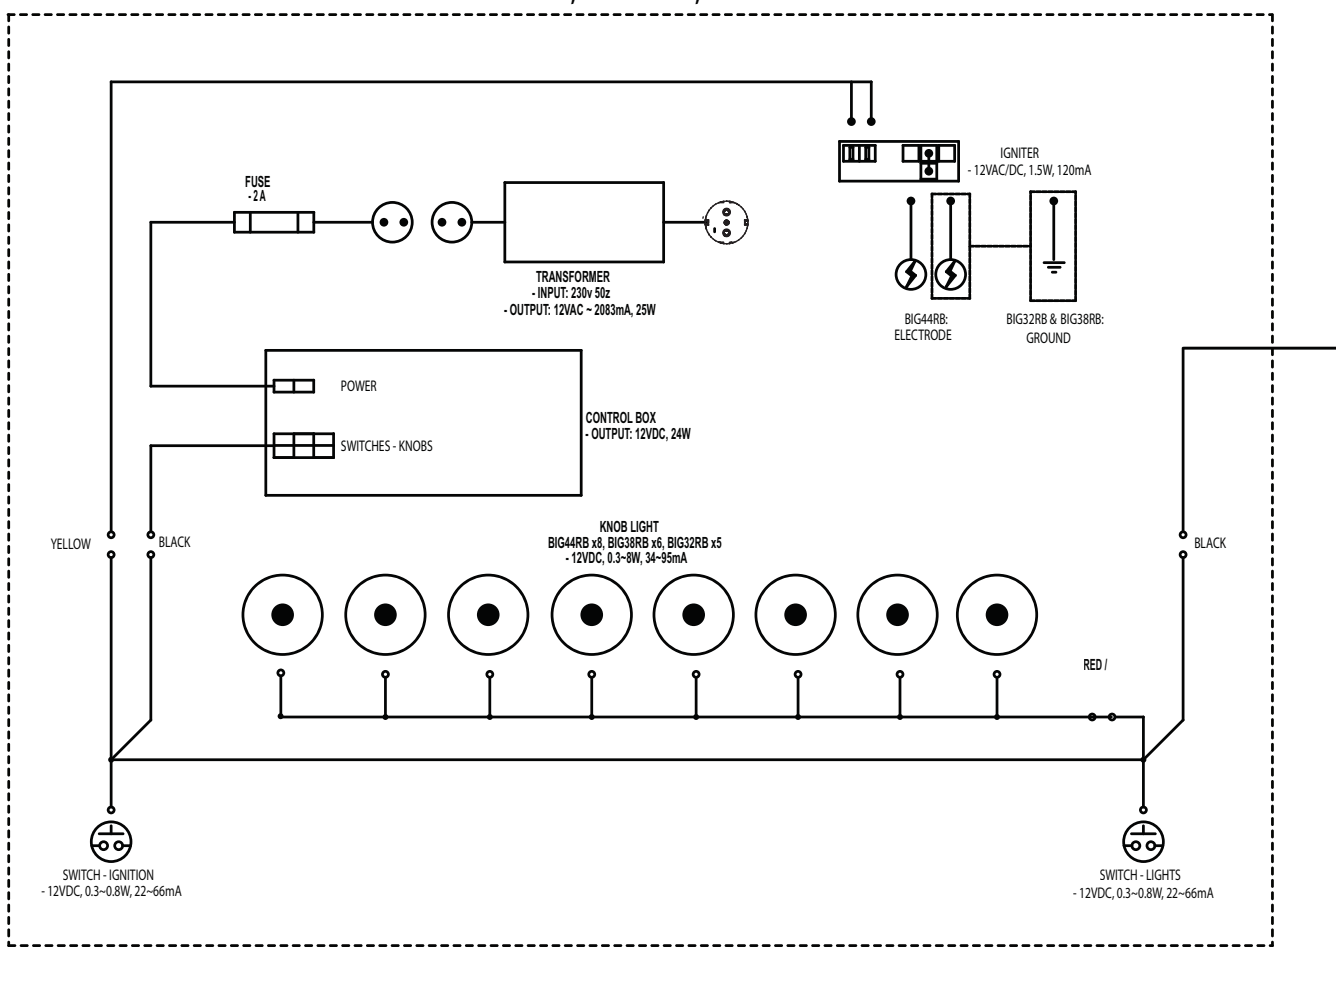 IGNITER
- 12VAC/DC, 1.5W, 120mA
FUSE
- 2 A
TRANSFORMER
- INPUT: 230v 50z
- OUTPUT: 12VAC ~ 2083mA, 25W
BIG44RB:
ELECTRODE
BIG32RB & BIG38RB:
GROUND
POWER
CONTROL BOX
- OUTPUT: 12VDC, 24W
SWITCHES - KNOBS
YELLOW
BLACK
KNOB LIGHT
BIG44RB x8, BIG38RB x6, BIG32RB x5
- 12VDC, 0.3~8W, 34~95mA
BLACK
RED /
SWITCH - IGNITION
- 12VDC, 0.3~0.8W, 22~66mA
SWITCH - LIGHTS
- 12VDC, 0.3~0.8W, 22~66mA